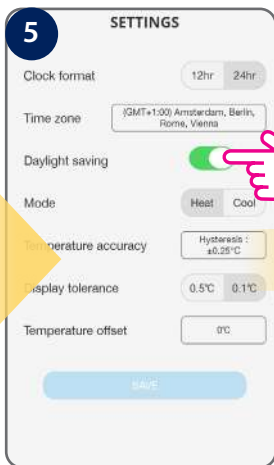 5
SETTINGS
Clock format 12hr 24hr
Time zone (GMT+1:00) Amsterdam, Berlin,
Rome, Vienna
Daylight saving
Mode Heat Cool
Temperature accuracy Hysteresis :
±0.25°C
Display tolerance 0.5°C 0.1°C
Temperature offset 0°C
SAVE